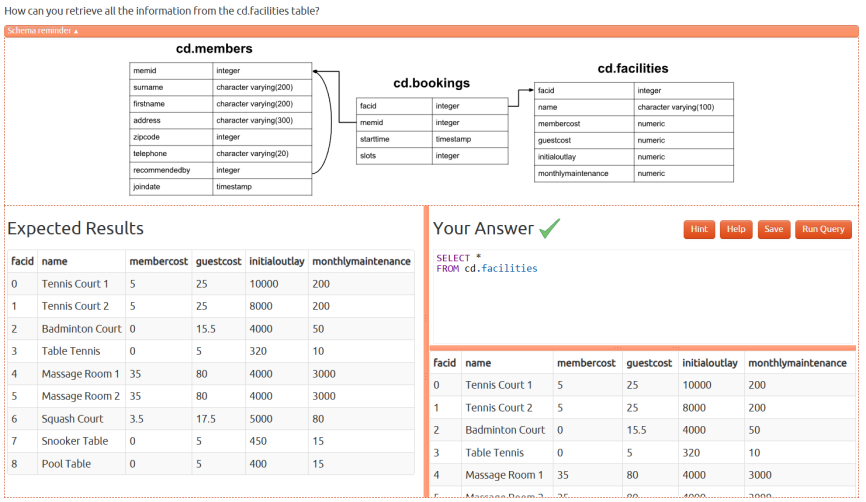 How can you retrieve all the information from the cd.facilities table?
Schema reminder ▲
cd.members
memid integer
surname character varying(200)
firstname character varying(200)
address character varying(300)
zipcode integer
telephone character varying(20)
recommendedby integer
joindate timestamp
cd.bookings
facid integer
memid integer
starttime timestamp
slots integer
cd.facilities
facid integer
name character varying(100)
membercost numeric
guestcost numeric
initialoutlay numeric
monthlymaintenance numeric
Expected Results
facid name membercost guestcost initialoutlay monthlymaintenance
0 Tennis Court 1 5 25 10000 200
1 Tennis Court 2 5 25 8000 200
2 Badminton Court 0 15.5 4000 50
3 Table Tennis 0 5 320 10
4 Massage Room 1 35 80 4000 3000
5 Massage Room 2 35 80 4000 3000
6 Squash Court 3.5 17.5 5000 80
7 Snooker Table 0 5 450 15
8 Pool Table 0 5 400 15
Your Answer
Hint Help Save Run Query
SELECT *
FROM cd.facilities
facid name membercost guestcost initialoutlay monthlymaintenance
0 Tennis Court 1 5 25 10000 200
1 Tennis Court 2 5 25 8000 200
2 Badminton Court 0 15.5 4000 50
3 Table Tennis 0 5 320 10
4 Massage Room 1 35 80 4000 3000